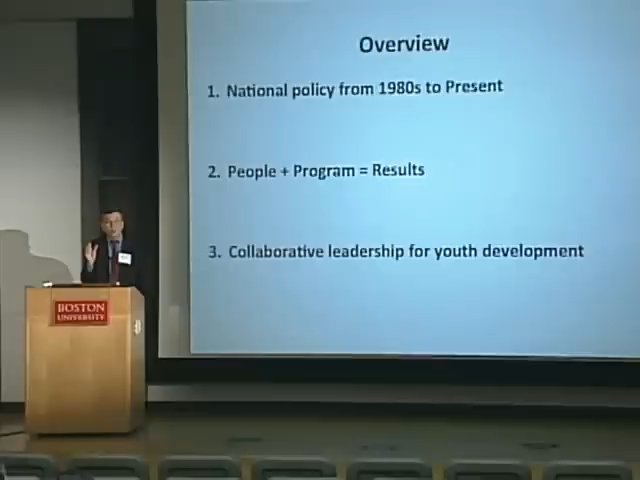 Overview
1. National policy from 1980s to Present
2. People + Program = Results
3. Collaborative leadership for youth development
BOSTON
UNIVERSITY